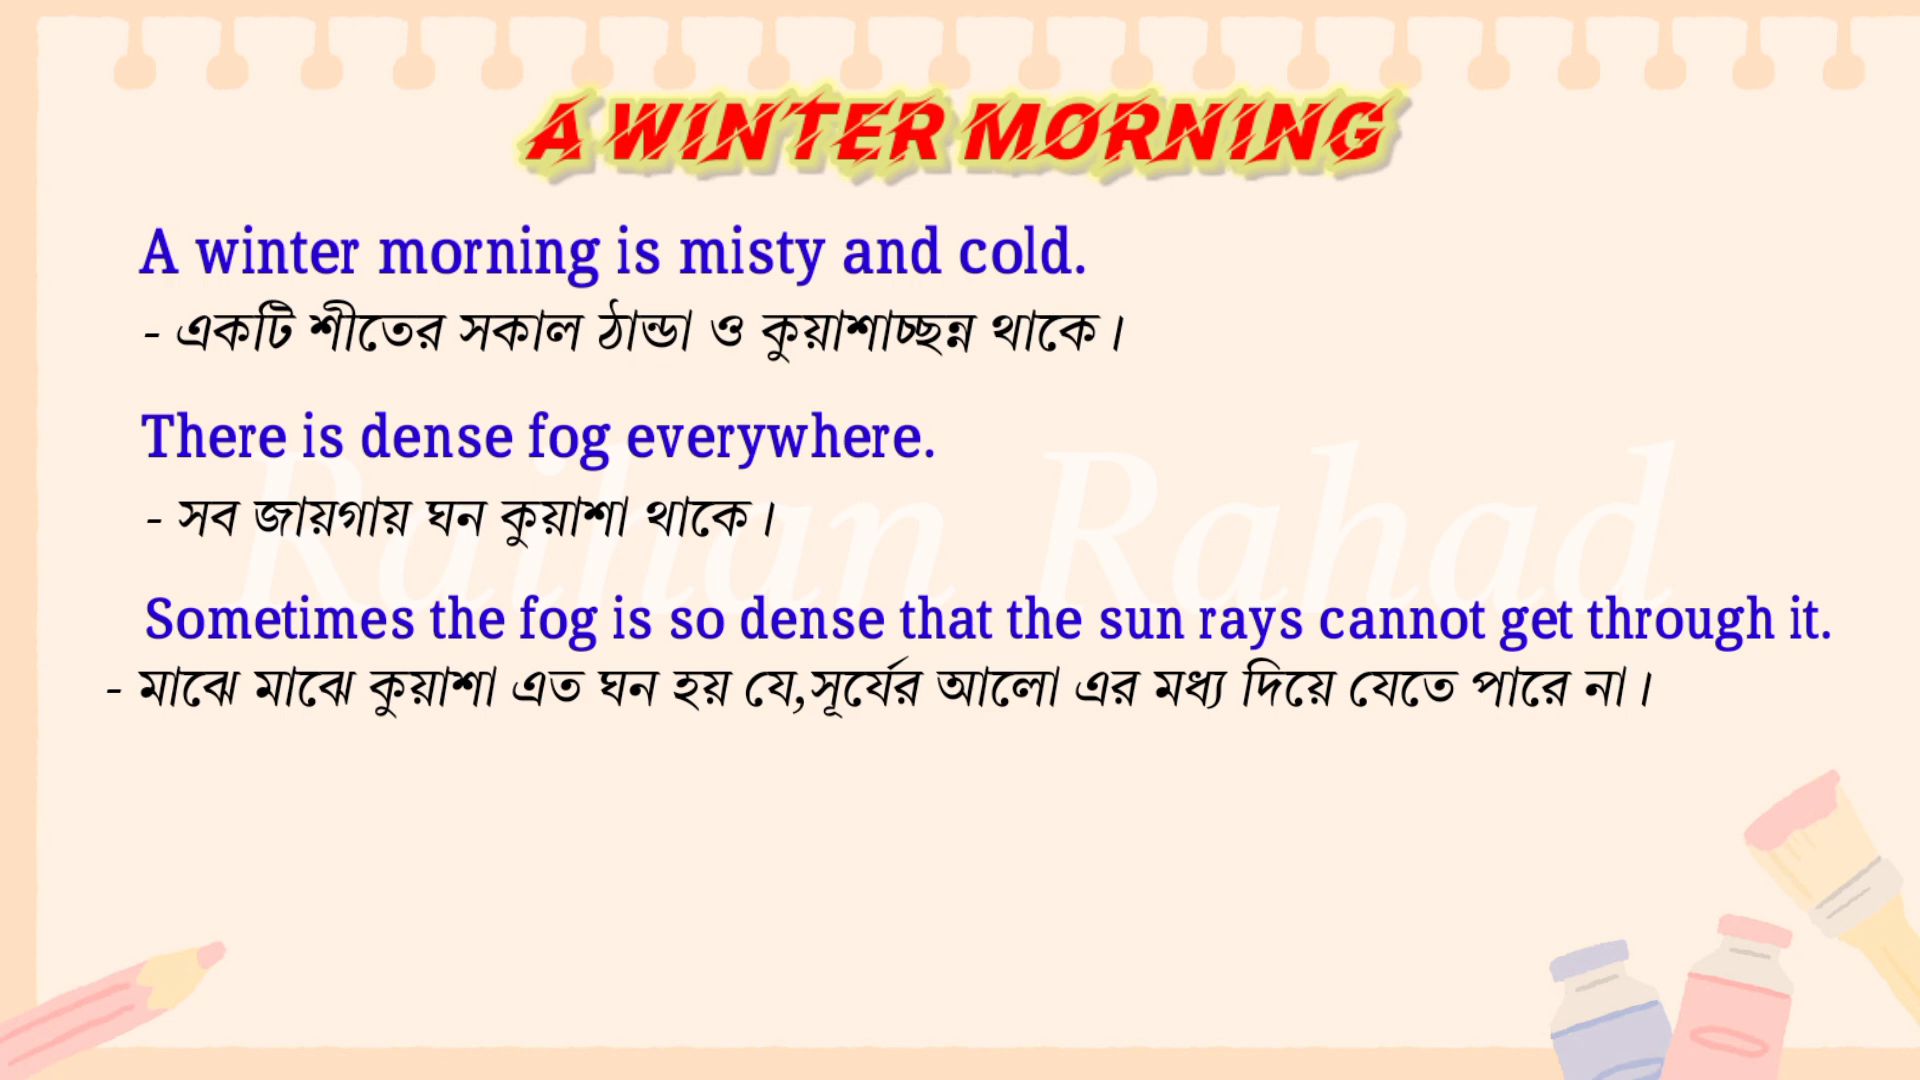 A WINTER MORNING
A winter morning is misty and cold.
- একটি শীতের সকাল ঠান্ডা ও কুয়াশাচ্ছন্ন থাকে।
There is dense fog everywhere.
- সব জায়গায় ঘন কুয়াশা থাকে।
Raihan Rahad
Sometimes the fog is so dense that the sun rays cannot get through it.
- মাঝে মাঝে কুয়াশা এত ঘন হয় যে,সূর্যের আলো এর মধ্য দিয়ে যেতে পারে না।